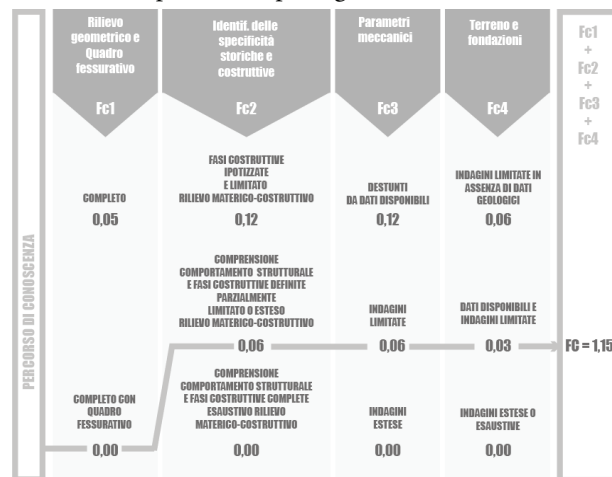 Rilievo
geometrico e
Quadro
fessurativo
Fc1
Identif. delle
specificità
storiche e
costruttive
Fc2
Parametri
meccanici
Fc3
Terreno e
fondazioni
Fc4
Fc1
+
Fc2
+
Fc3
+
Fc4
PERCORSO DI CONOSCENZA
COMPLETO
0,05
FASI COSTRUTTIVE
IPOTIZZATE
E LIMITATO
RILIEVO MATERICO-COSTRUTTIVO
0,12
DESTUNTI
DA DATI DISPONIBILI
0,12
INDAGINI LIMITATE IN
ASSENZA DI DATI
GEOLOGICI
0,06
COMPRENSIONE
COMPORTAMENTO STRUTTURALE
E FASI COSTRUTTIVE DEFINITE
PARZIALMENTE
LIMITATO O ESTESO
RILIEVO MATERICO-COSTRUTTIVO
0,06
INDAGINI
LIMITATE
0,06
DATI DISPONIBILI E
INDAGINI LIMITATE
0,03
FC = 1,15
COMPLETO CON
QUADRO
FESSURATIVO
0,00
COMPRENSIONE
COMPORTAMENTO STRUTTURALE
E FASI COSTRUTTIVE COMPLETE
ESAUSTIVO RILIEVO
MATERICO-COSTRUTTIVO
0,00
INDAGINI
ESTESE
0,00
INDAGINI ESTESE O
ESAUSTIVE
0,00